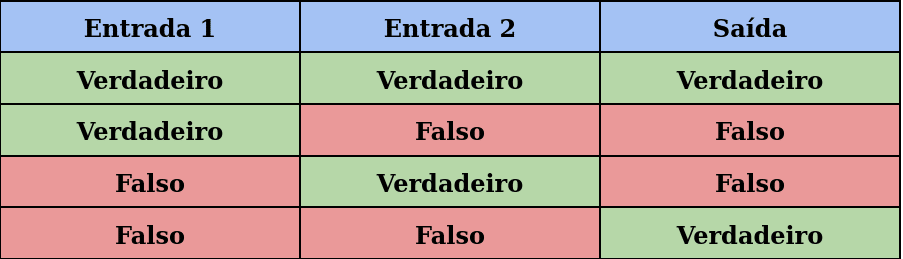 Entrada 1 Entrada 2 Saída
Verdadeiro Verdadeiro Verdadeiro
Verdadeiro Falso Falso
Falso Verdadeiro Falso
Falso Falso Verdadeiro